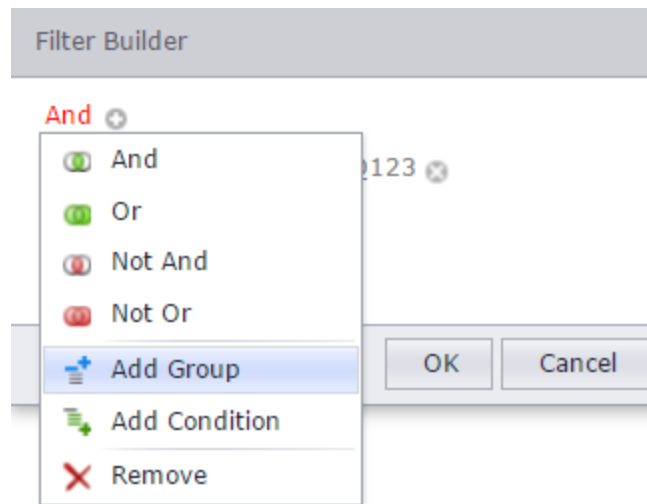 Filter Builder
And
And
123
Or
Not And
Not Or
Add Group
OK
Cancel
Add Condition
Remove